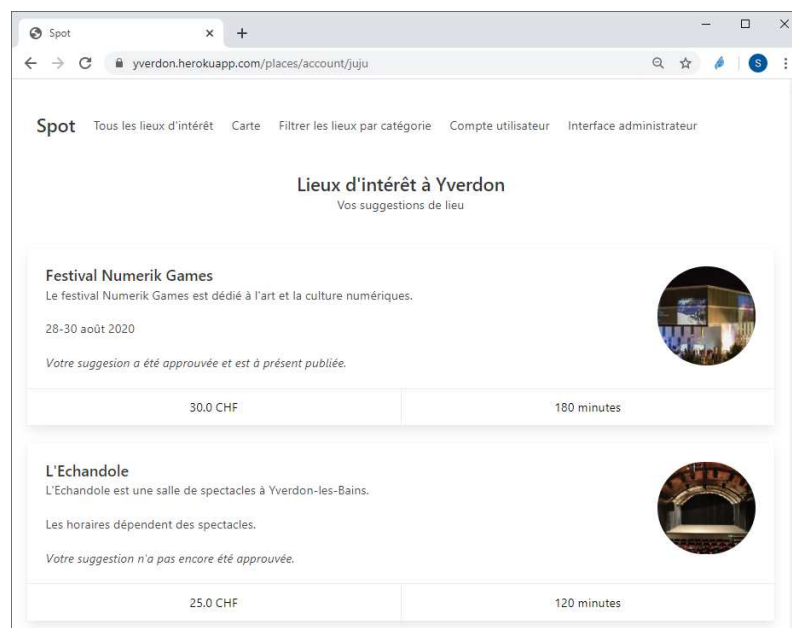 Spot
yverdon.herokuapp.com/places/account/juju
S
Spot Tous les lieux d'intérêt Carte Filtrer les lieux par catégorie Compte utilisateur Interface administrateur
Lieux d'intérêt à Yverdon
Vos suggestions de lieu
Festival Numerik Games
Le festival Numerik Games est dédié à l'art et la culture numériques.
28-30 août 2020
Votre suggesion a été approuvée et est à présent publiée.
30.0 CHF 180 minutes
L'Echandole
L'Echandole est une salle de spectacles à Yverdon-les-Bains.
Les horaires dépendent des spectacles.
Votre suggestion n'a pas encore été approuvée.
25.0 CHF 120 minutes